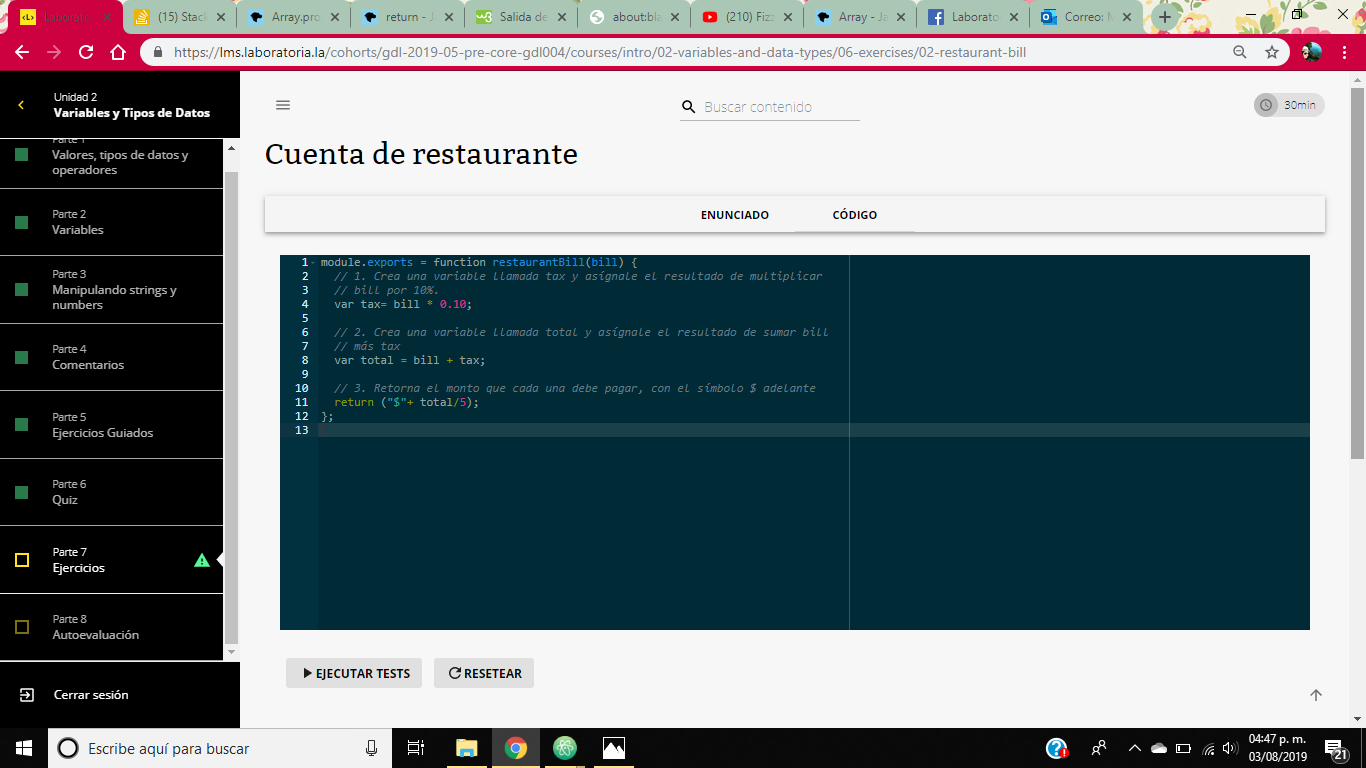 Laborato
(15) Stack
Array.pro
return - J
Salida de
about:bla
(210) Fizz
Array - Ja
Laborato
Correo: M
https://lms.laboratoria.la/cohorts/gdl-2019-05-pre-core-gdl004/courses/intro/02-variables-and-data-types/06-exercises/02-restaurant-bill
Unidad 2
Variables y Tipos de Datos
Parte 1
Valores, tipos de datos y
operadores
Parte 2
Variables
Parte 3
Manipulando strings y
numbers
Parte 4
Comentarios
Parte 5
Ejercicios Guiados
Parte 6
Quiz
Parte 7
Ejercicios
Parte 8
Autoevaluación
Cerrar sesión
Buscar contenido
30min
Cuenta de restaurante
ENUNCIADO
CÓDIGO
1 module.exports = function restaurantBill(bill) {
2 // 1. Crea una variable llamada tax y asígnale el resultado de multiplicar
3 // bill por 10%.
4 var tax= bill * 0.10;
5
6 // 2. Crea una variable llamada total y asígnale el resultado de sumar bill
7 // más tax
8 var total = bill + tax;
9
10 // 3. Retorna el monto que cada una debe pagar, con el símbolo $ adelante
11 return ("$"+ total/5);
12 };
13
EJECUTAR TESTS
RESETEAR
Escribe aquí para buscar
04:47 p. m.
03/08/2019
21